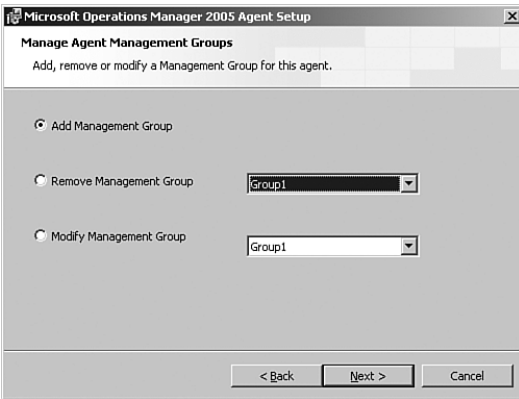 Microsoft Operations Manager 2005 Agent Setup
Manage Agent Management Groups
Add, remove or modify a Management Group for this agent.
Add Management Group
Remove Management Group
Group1
Modify Management Group
Group1
< Back
Next >
Cancel